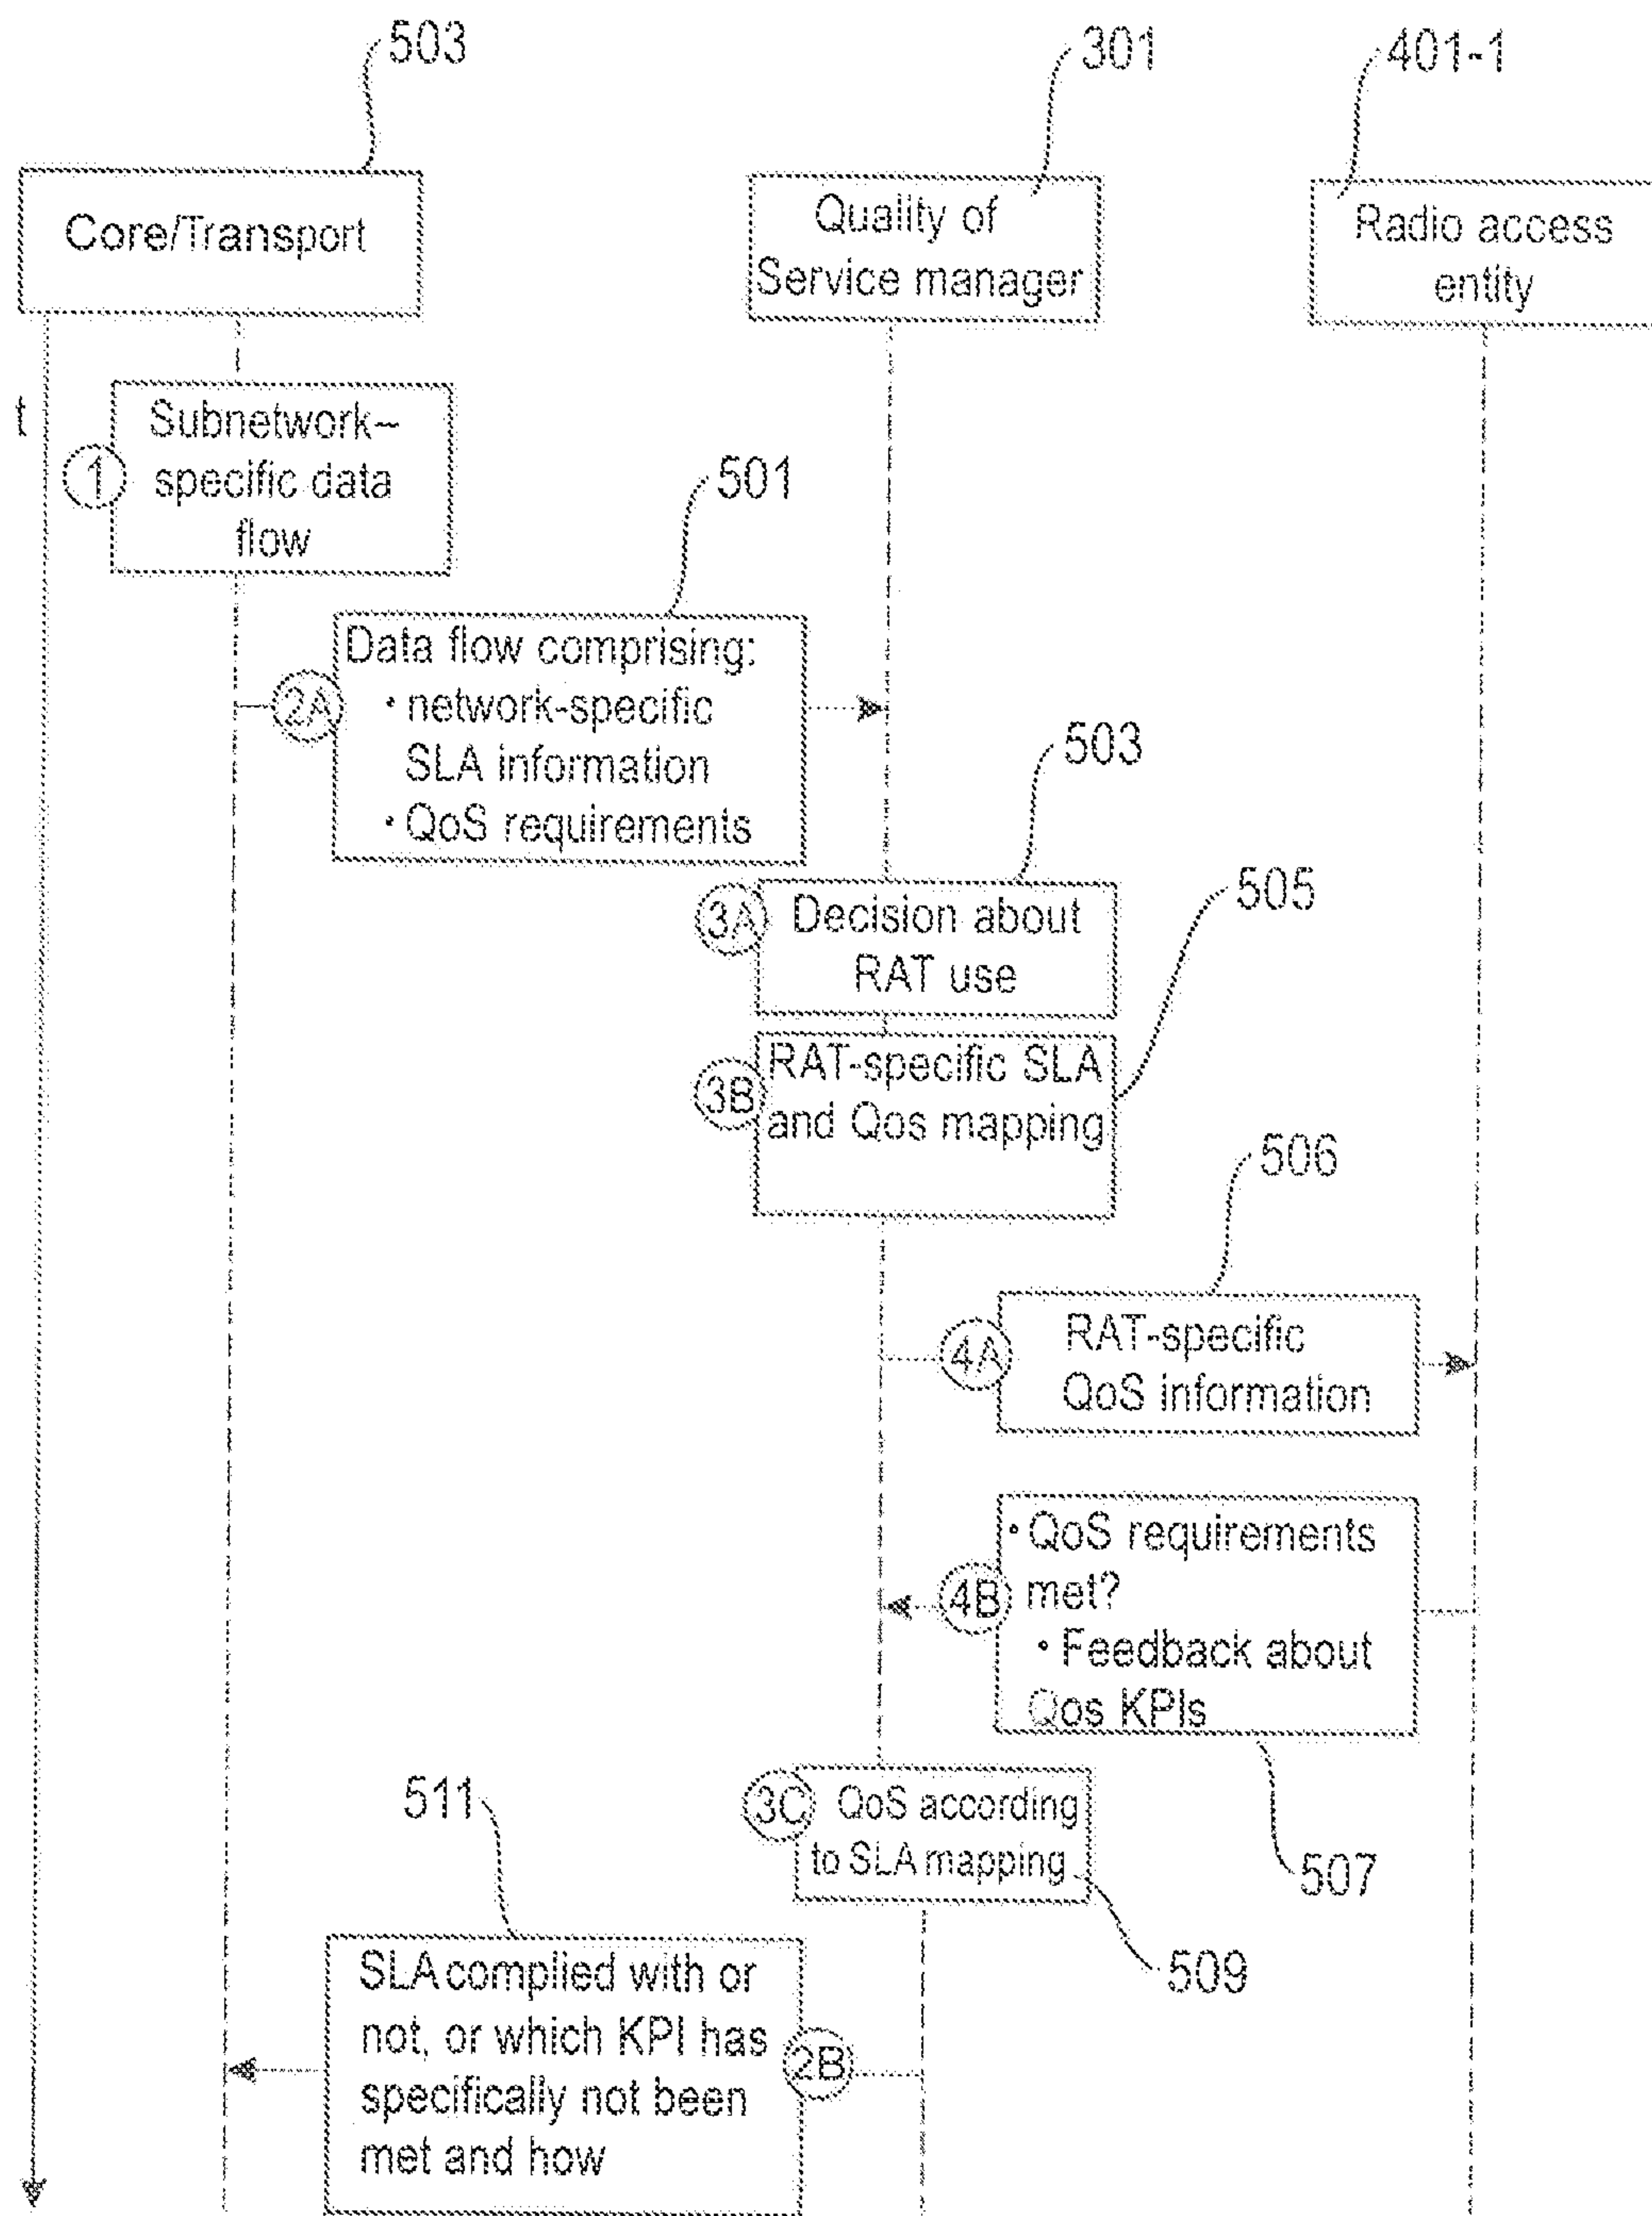 503
301
401-1
Core/Transport
Quality of
Service manager
Radio access
entity
t
1
Subnetwork–
specific data
flow
501
2A
Data flow comprising:
• network-specific
SLA information
• QoS requirements
503
3A
Decision about
RAT use
505
3B
RAT-specific SLA
and Qos mapping
506
4A
RAT-specific
QoS information
4B
• QoS requirements
met?
• Feedback about
Qos KPIs
507
511
3C
QoS according
to SLA mapping
509
SLA complied with or
not, or which KPI has
specifically not been
met and how
2B